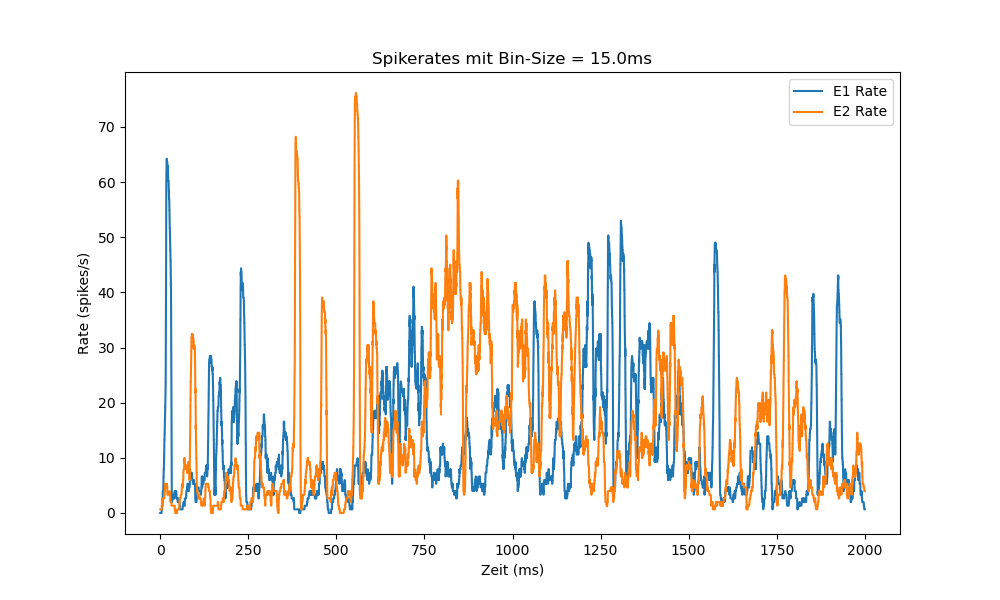 Spikerates mit Bin-Size = 15.0ms
E1 Rate
E2 Rate
Rate (spikes/s)
70
60
50
40
30
20
10
0
0 250 500 750 1000 1250 1500 1750 2000
Zeit (ms)